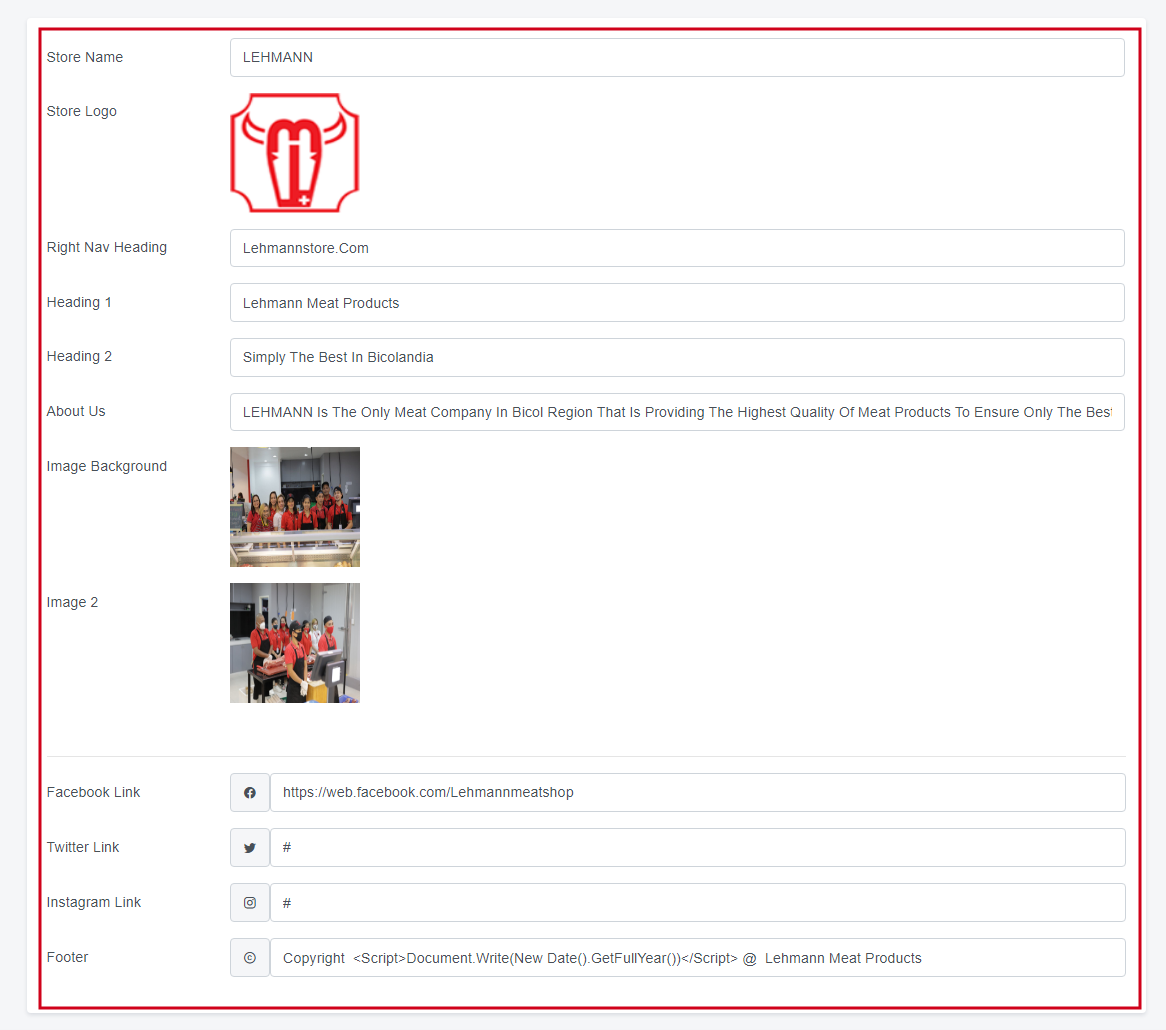 Store Name
LEHMANN
Store Logo
Right Nav Heading
Lehmannstore.Com
Heading 1
Lehmann Meat Products
Heading 2
Simply The Best In Bicolandia
About Us
LEHMANN Is The Only Meat Company In Bicol Region That Is Providing The Highest Quality Of Meat Products To Ensure Only The Best
Image Background
Image 2
Facebook Link
https://web.facebook.com/Lehmannmeatshop
Twitter Link
#
Instagram Link
#
Footer
© Copyright  <Script>Document.Write(New Date().GetFullYear())</Script> @  Lehmann Meat Products